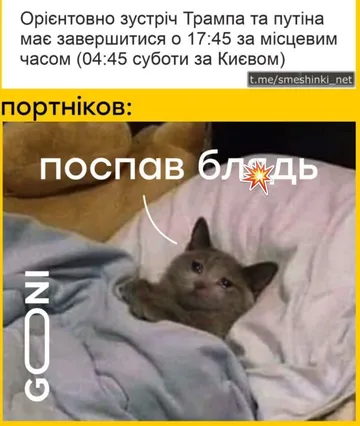 Орієнтовно зустріч Трампа та путіна
має завершитися о 17:45 за місцевим
часом (04:45 суботи за Києвом)
t.me/smeshinki_net
портніков:
поспав бл дь
GONI